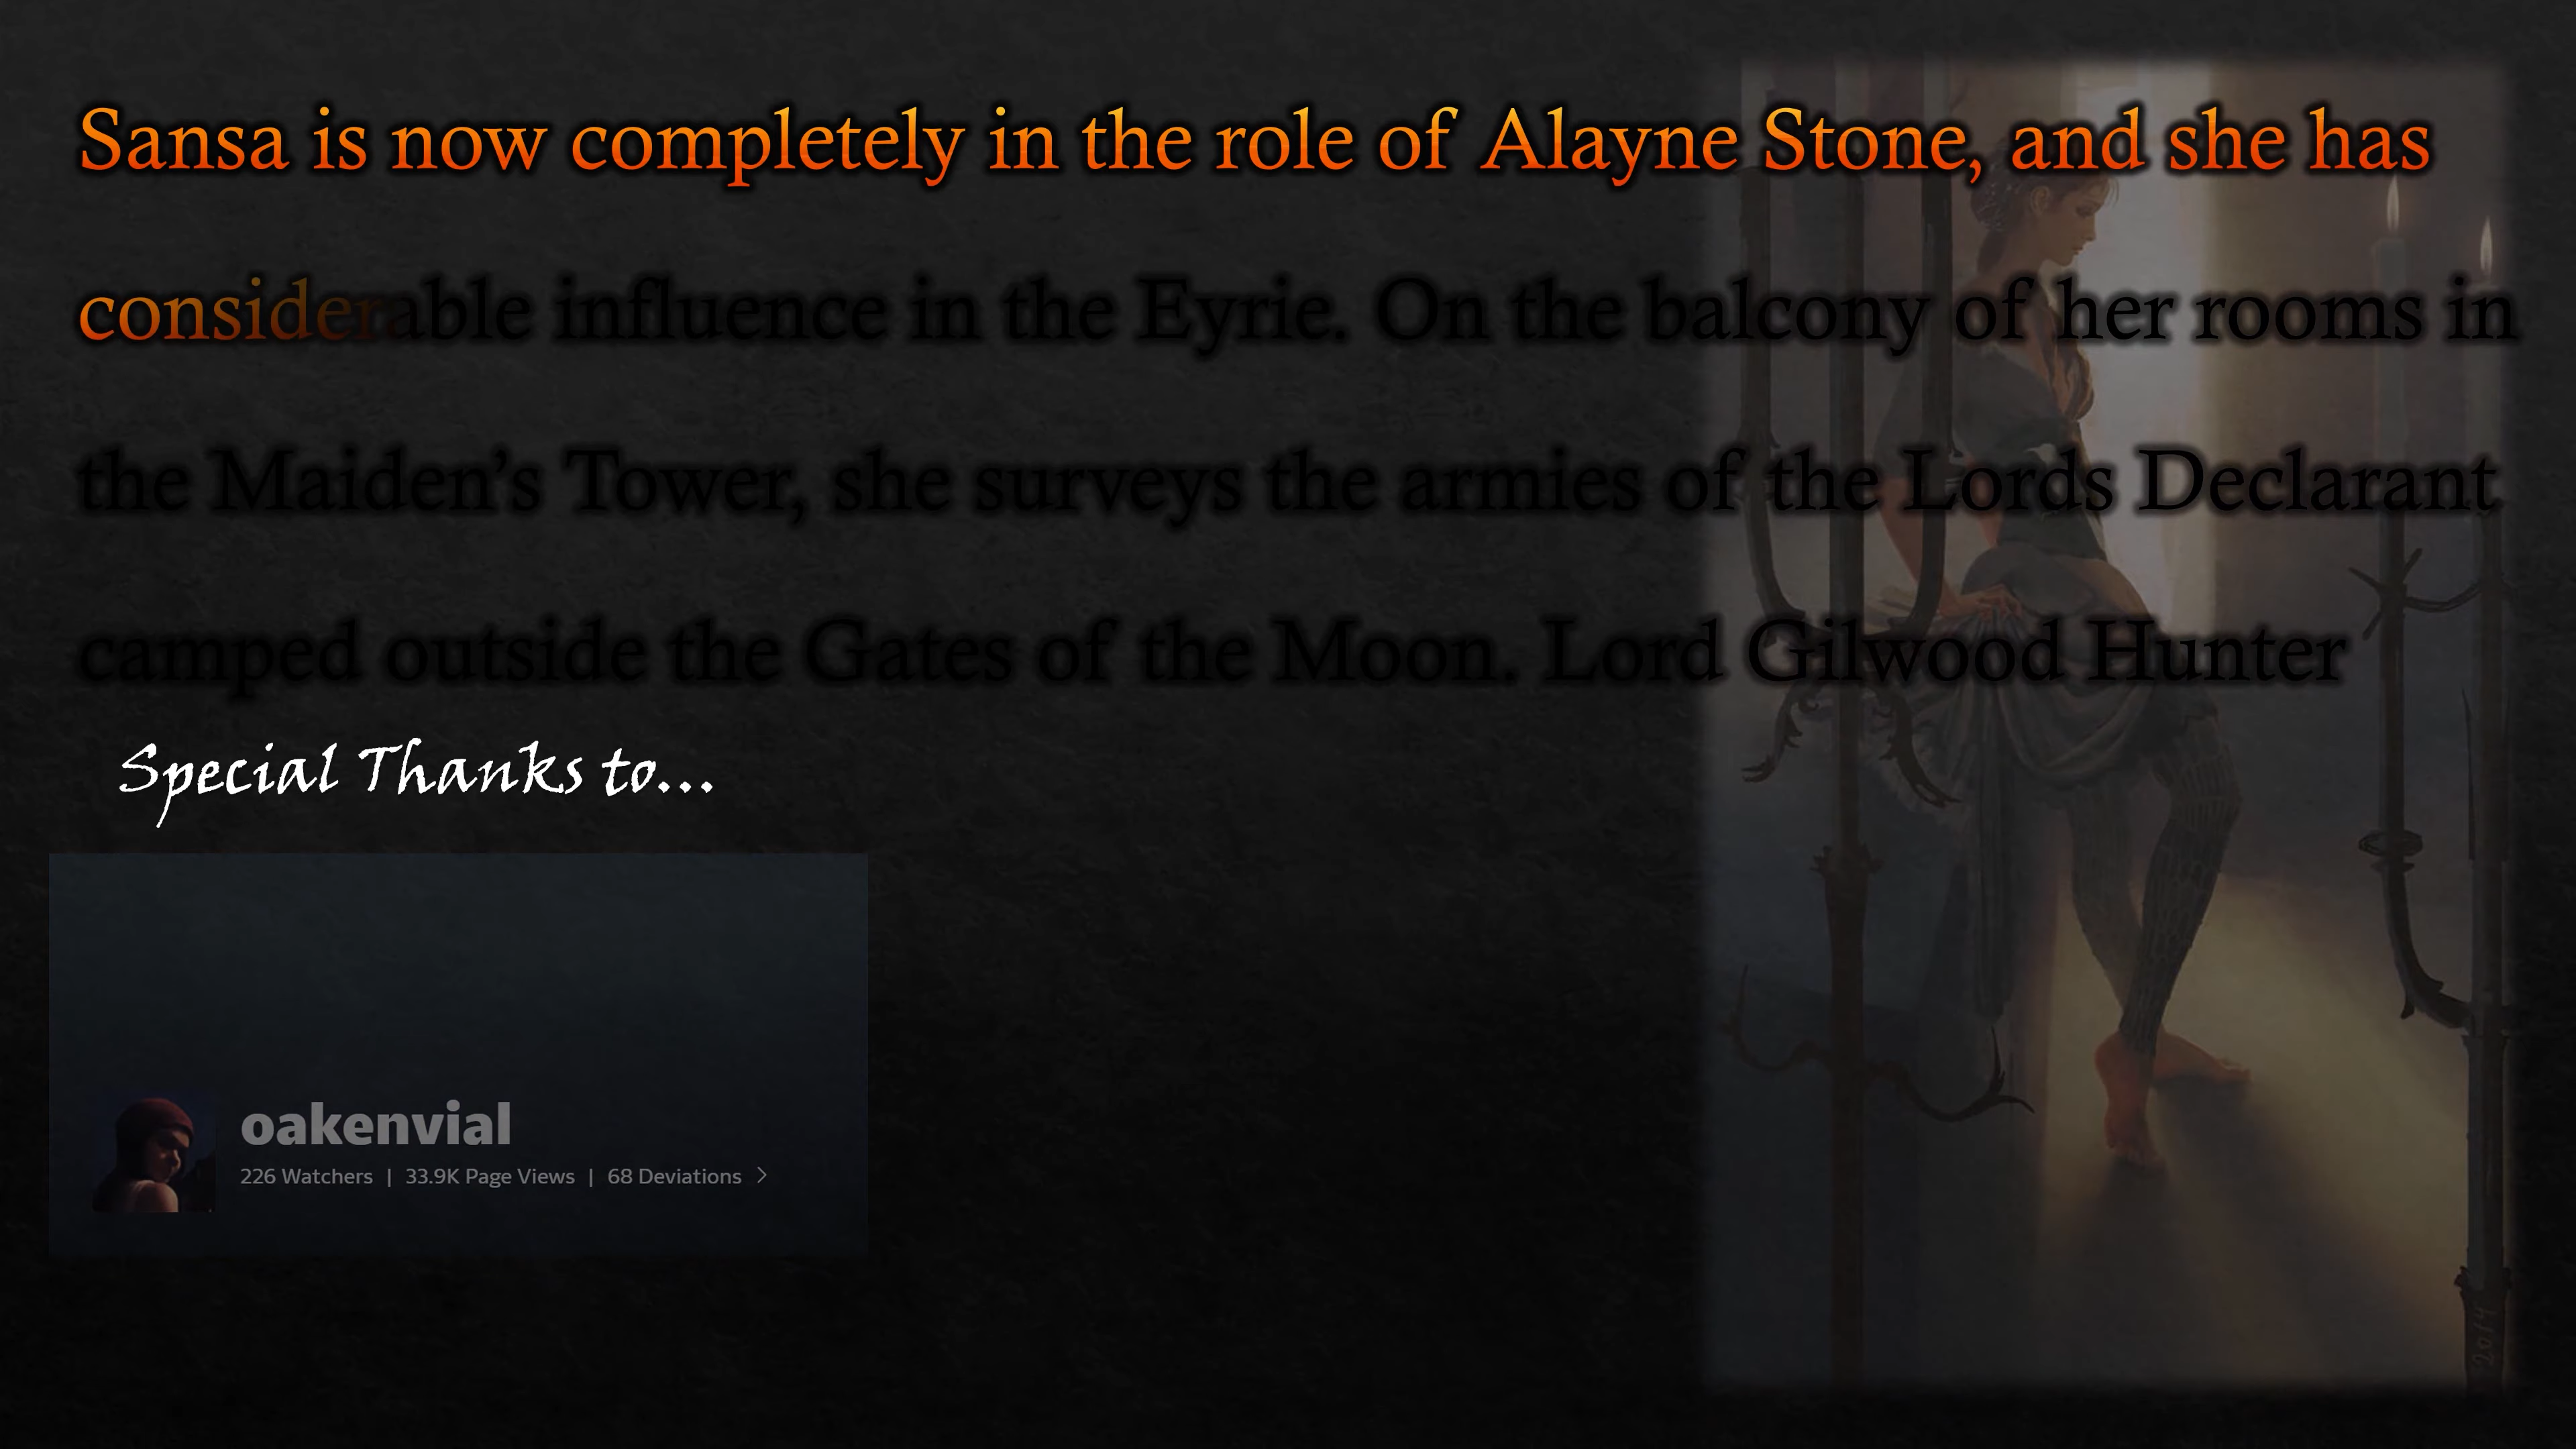 Sansa is now completely in the role of Alayne Stone, and she has
considerable influence in the Eyrie. On the balcony of her rooms in
the Maiden’s Tower, she surveys the armies of the Lords Declarant
camped outside the Gates of the Moon. Lord Gilwood Hunter
Special Thanks to...
oakenvial
226 Watchers | 33.9K Page Views | 68 Deviations >
2014